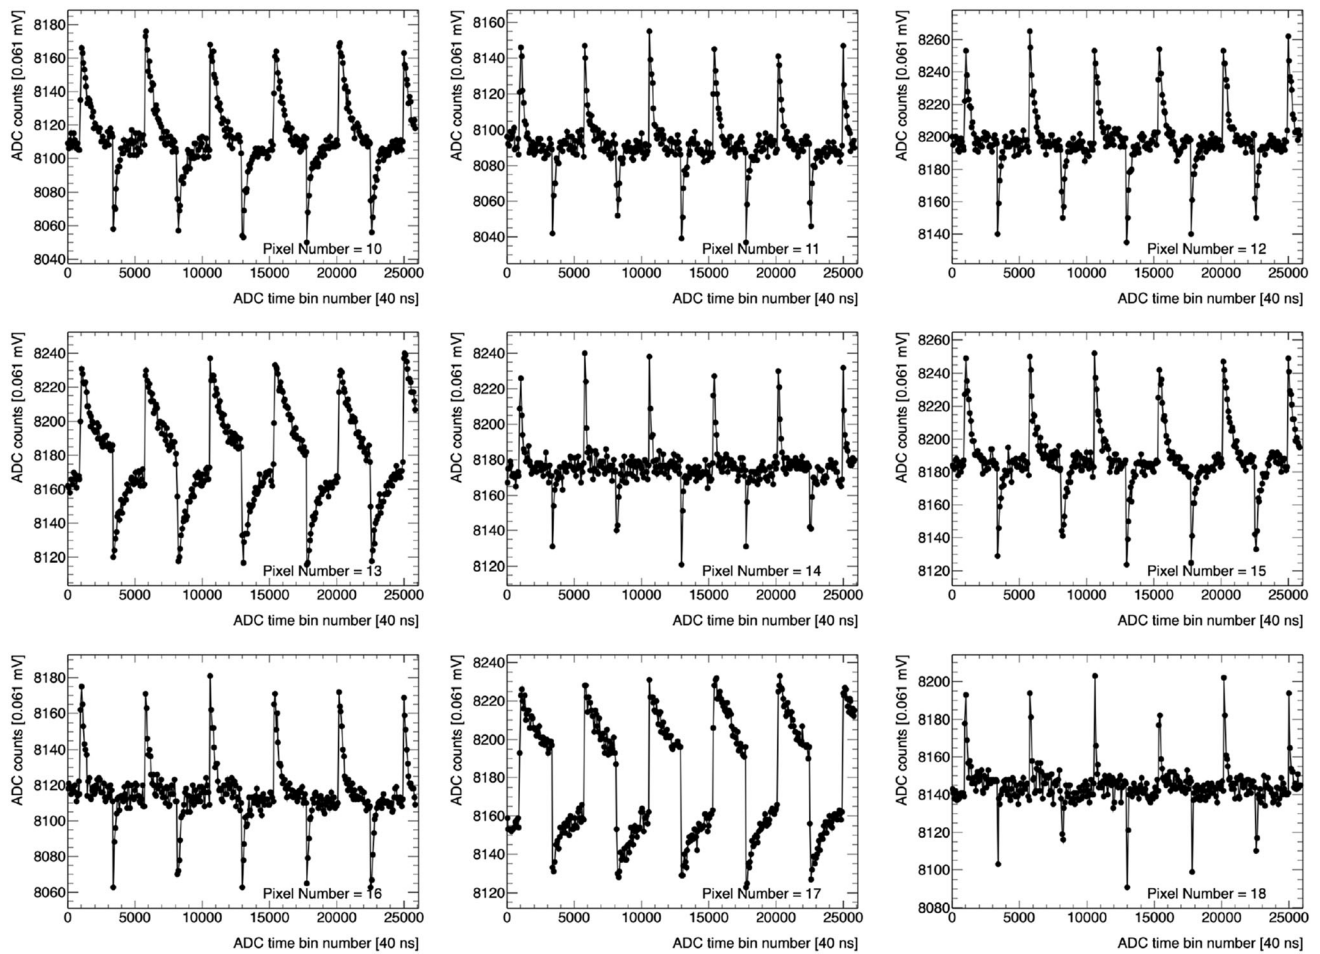 ADC counts [0.061 mV]
8180
8160
8140
8120
8100
8080
8060
8040
Pixel Number = 10
0 5000 10000 15000 20000 25000
ADC time bin number [40 ns]
ADC counts [0.061 mV]
8160
8140
8120
8100
8080
8060
8040
Pixel Number = 11
0 5000 10000 15000 20000 25000
ADC time bin number [40 ns]
ADC counts [0.061 mV]
8260
8240
8220
8200
8180
8160
8140
Pixel Number = 12
0 5000 10000 15000 20000 25000
ADC time bin number [40 ns]
ADC counts [0.061 mV]
8240
8220
8200
8180
8160
8140
8120
Pixel Number = 13
0 5000 10000 15000 20000 25000
ADC time bin number [40 ns]
ADC counts [0.061 mV]
8240
8220
8200
8180
8160
8140
8120
Pixel Number = 14
0 5000 10000 15000 20000 25000
ADC time bin number [40 ns]
ADC counts [0.061 mV]
8260
8240
8220
8200
8180
8160
8140
8120
Pixel Number = 15
0 5000 10000 15000 20000 25000
ADC time bin number [40 ns]
ADC counts [0.061 mV]
8180
8160
8140
8120
8100
8080
8060
Pixel Number = 16
0 5000 10000 15000 20000 25000
ADC time bin number [40 ns]
ADC counts [0.061 mV]
8240
8220
8200
8180
8160
8140
8120
Pixel Number = 17
0 5000 10000 15000 20000 25000
ADC time bin number [40 ns]
ADC counts [0.061 mV]
8200
8180
8160
8140
8120
8100
8080
Pixel Number = 18
0 5000 10000 15000 20000 25000
ADC time bin number [40 ns]